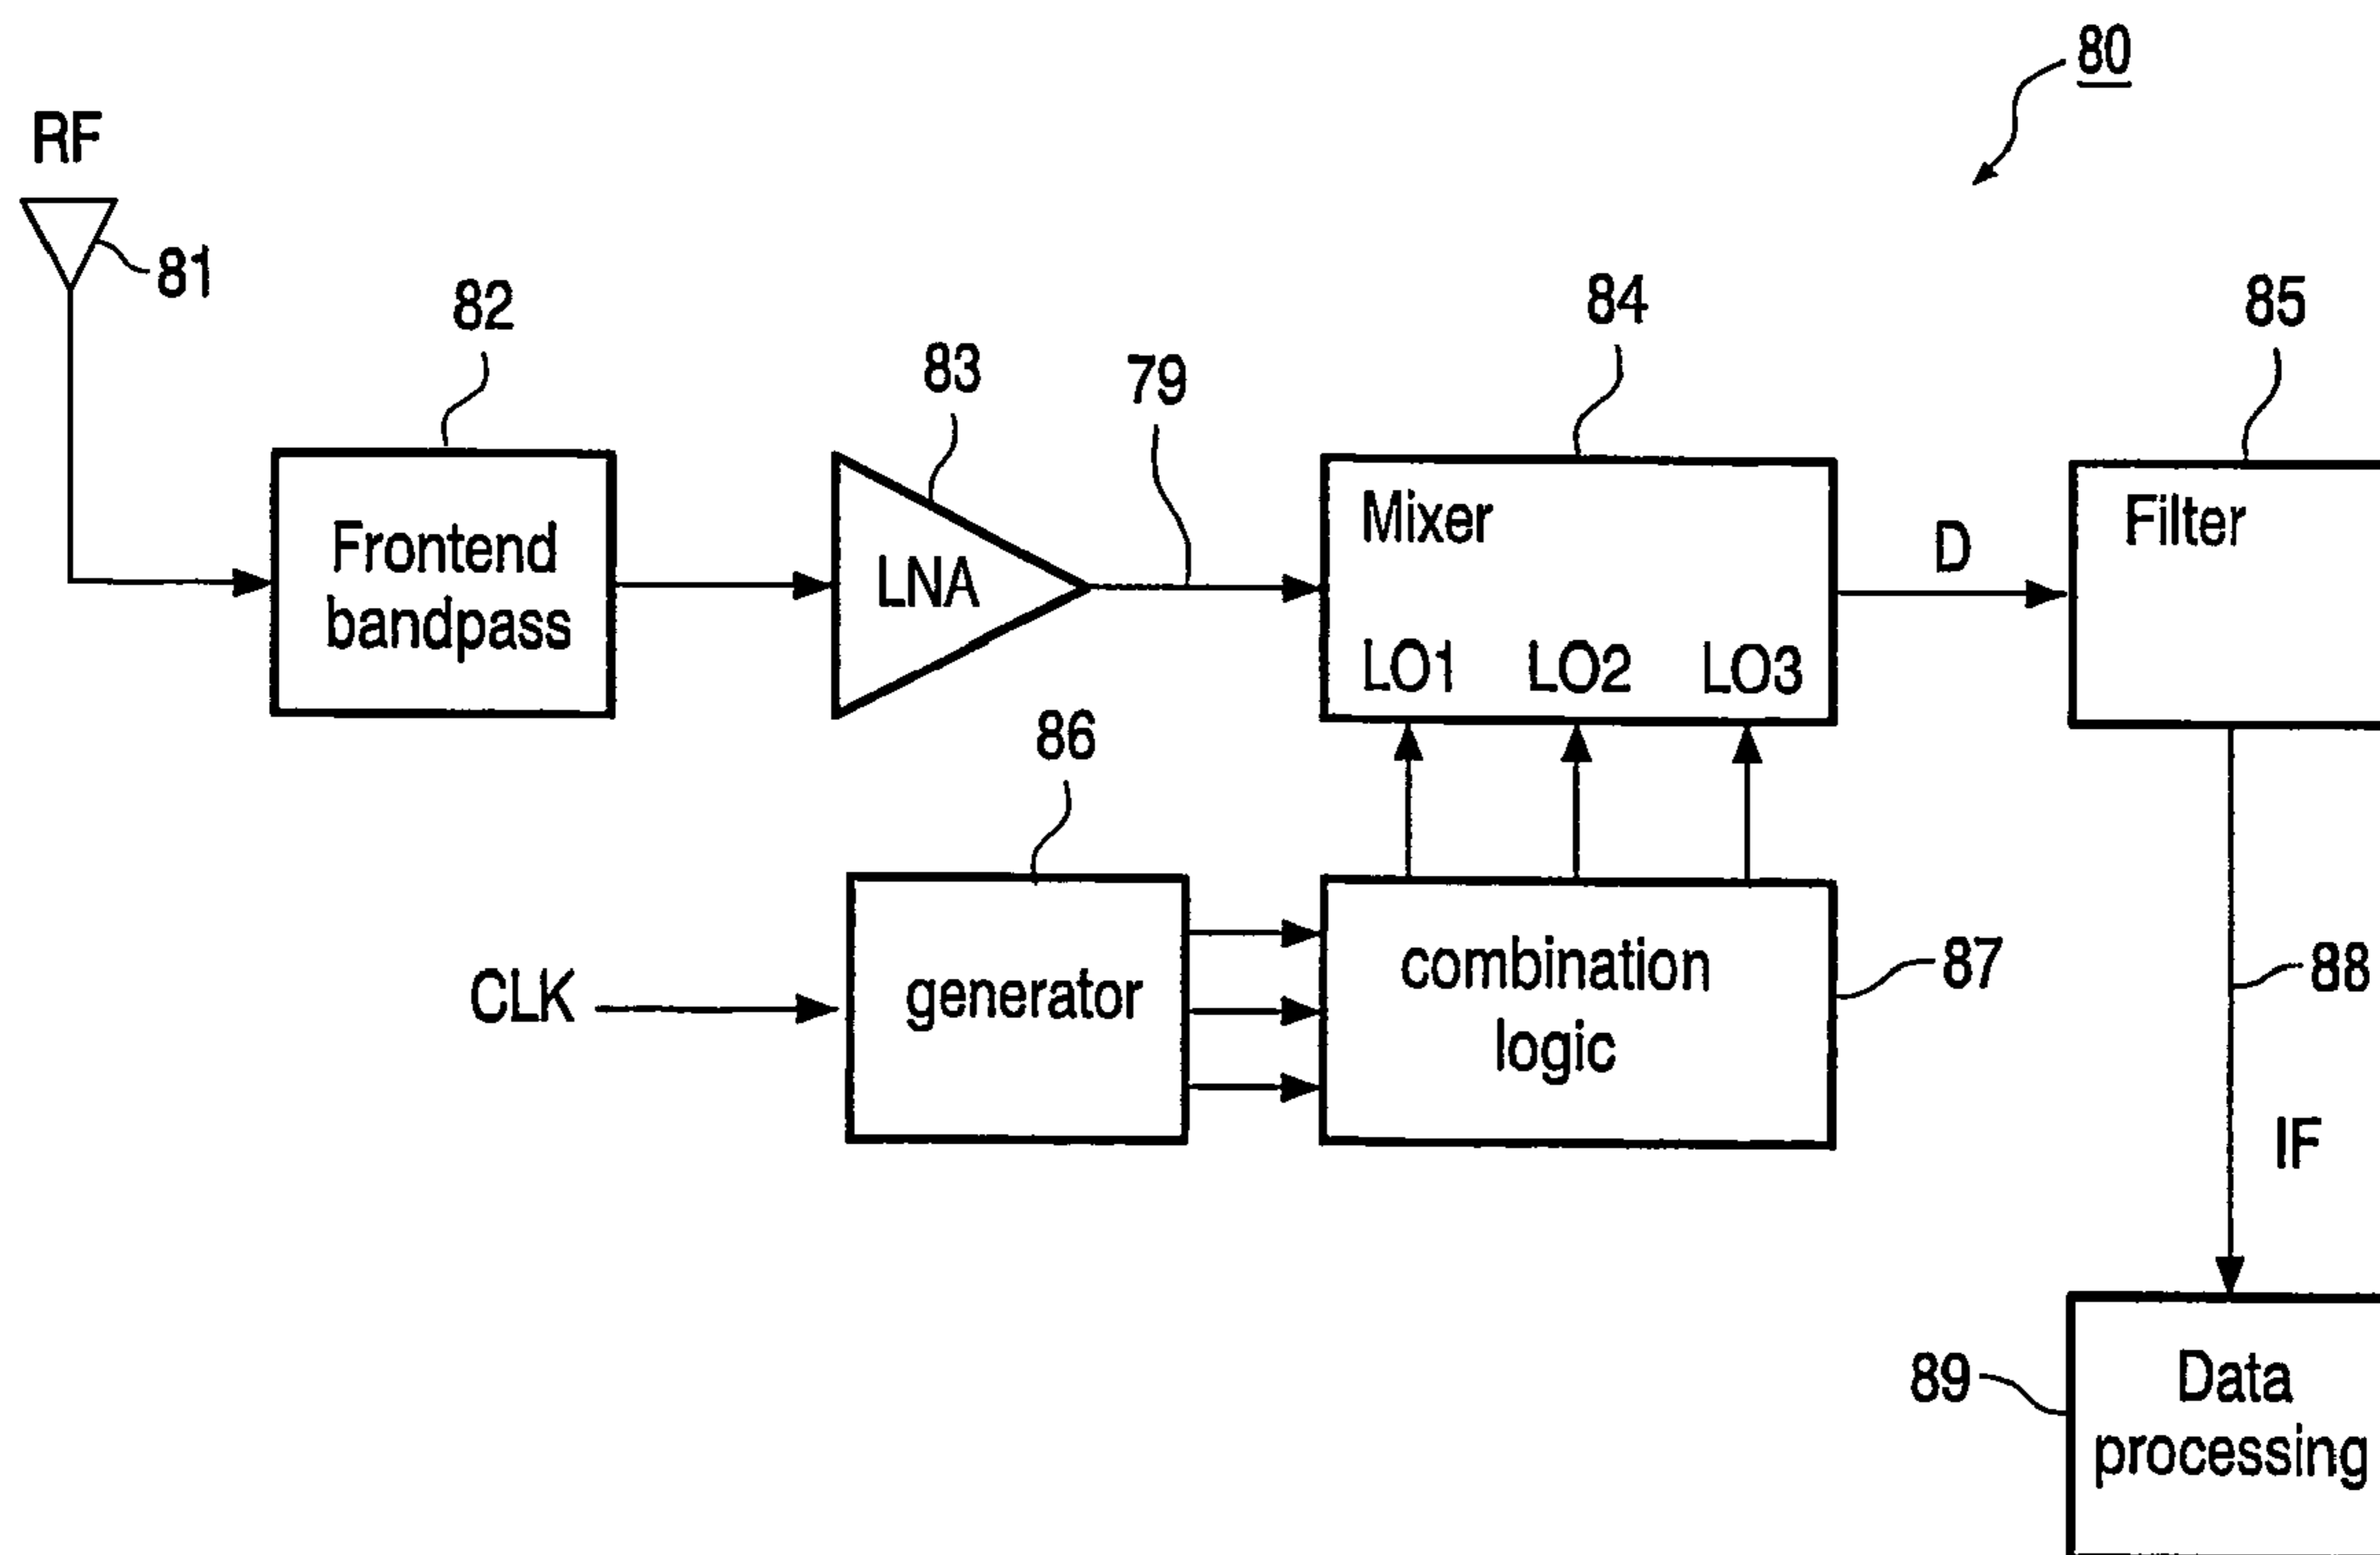 80
RF
81
82
83
79
84
85
Frontend
bandpass
LNA
Mixer
LO1 LO2 LO3
D
Filter
86
CLK
generator
combination
logic
87
88
IF
89
Data
processing